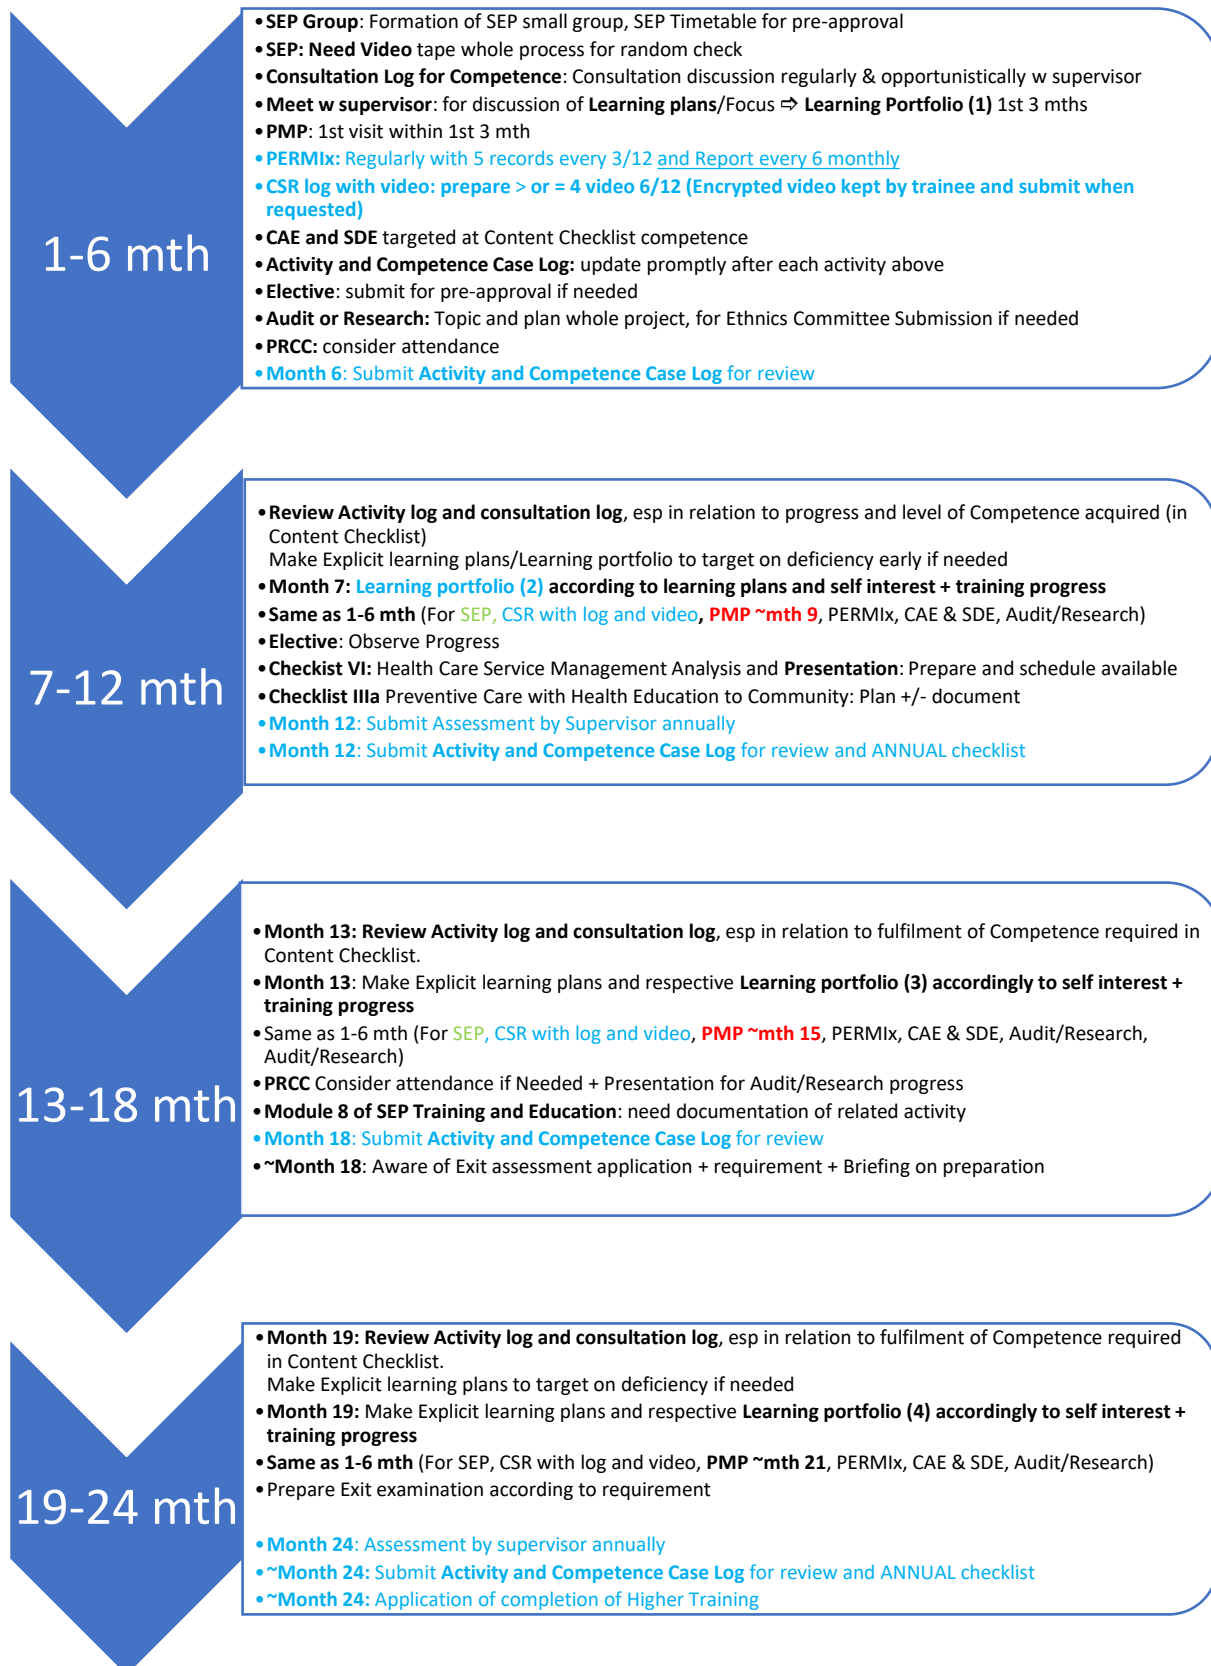 1-6 mth
•SEP Group: Formation of SEP small group, SEP Timetable for pre-approval
•SEP: Need Video tape whole process for random check
•Consultation Log for Competence: Consultation discussion regularly & opportunistically w supervisor
•Meet w supervisor: for discussion of Learning plans/Focus ⇨ Learning Portfolio (1) 1st 3 mths
•PMP: 1st visit within 1st 3 mth
•PERMIx: Regularly with 5 records every 3/12 and Report every 6 monthly
•CSR log with video: prepare > or = 4 video 6/12 (Encrypted video kept by trainee and submit when
requested)
•CAE and SDE targeted at Content Checklist competence
•Activity and Competence Case Log: update promptly after each activity above
•Elective: submit for pre-approval if needed
•Audit or Research: Topic and plan whole project, for Ethnics Committee Submission if needed
•PRCC: consider attendance
•Month 6: Submit Activity and Competence Case Log for review
7-12 mth
•Review Activity log and consultation log, esp in relation to progress and level of Competence acquired (in
Content Checklist)
Make Explicit learning plans/Learning portfolio to target on deficiency early if needed
•Month 7: Learning portfolio (2) according to learning plans and self interest + training progress
•Same as 1-6 mth (For SEP, CSR with log and video, PMP ~mth 9, PERMIx, CAE & SDE, Audit/Research)
•Elective: Observe Progress
•Checkist VI: Health Care Service Management Analysis and Presentation: Prepare and schedule available
•Checklist IIIa Preventive Care with Health Education to Community: Plan +/- document
•Month 12: Submit Assessment by Supervisor annually
•Month 12: Submit Activity and Competence Case Log for review and ANNUAL checklist
13-18 mth
•Month 13: Review Activity log and consultation log, esp in relation to fulfilment of Competence required in
Content Checklist.
•Month 13: Make Explicit learning plans and respective Learning portfolio (3) accordingly to self interest +
training progress
•Same as 1-6 mth (For SEP, CSR with log and video, PMP ~mth 15, PERMIx, CAE & SDE, Audit/Research,
Audit/Research)
•PRCC Consider attendance if Needed + Presentation for Audit/Research progress
•Module 8 of SEP Training and Education: need documentation of related activity
•Month 18: Submit Activity and Competence Case Log for review
•~Month 18: Aware of Exit assessment application + requirement + Briefing on preparation
19-24 mth
•Month 19: Review Activity log and consultation log, esp in relation to fulfilment of Competence required
in Content Checklist.
Make Explicit learning plans to target on deficiency if needed
•Month 19: Make Explicit learning plans and respective Learning portfolio (4) accordingly to self interest +
training progress
•Same as 1-6 mth (For SEP, CSR with log and video, PMP ~mth 21, PERMIx, CAE & SDE, Audit/Research)
•Prepare Exit examination according to requirement
•Month 24: Assessment by supervisor annually
•~Month 24: Submit Activity and Competence Case Log for review and ANNUAL checklist
•~Month 24: Application of completion of Higher Training